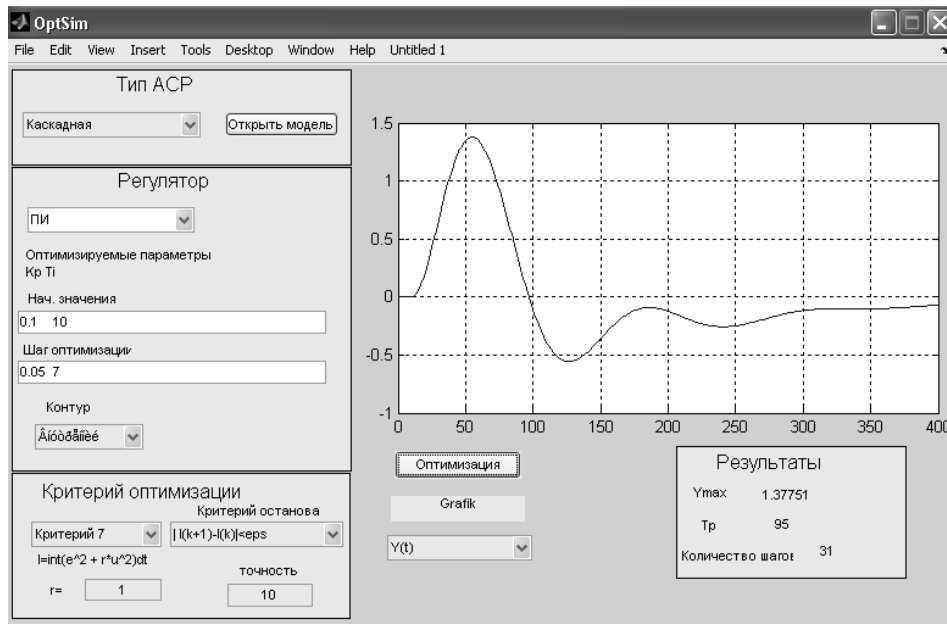 OptSim
File Edit View Insert Tools Desktop Window Help Untitled 1
Тип АСР
Каскадная
Открыть модель
Регулятор
ПИ
Оптимизируемые параметры
Kp Ti
Нач. значения
0.1 10
Шаг оптимизации
0.05 7
Контур
Âíóòðåííèé
Критерий оптимизации
Критерий останова
Критерий 7
| I(k+1)-I(k)|<eps
I=int(e^2 + r*u^2)dt
r=
1
точность
10
1.5
1
0.5
0
-0.5
-1
0 50 100 150 200 250 300 350 400
Оптимизация
Grafik
Y(t)
Результаты
Ymax 1.37751
Тр 95
Количество шагов 31